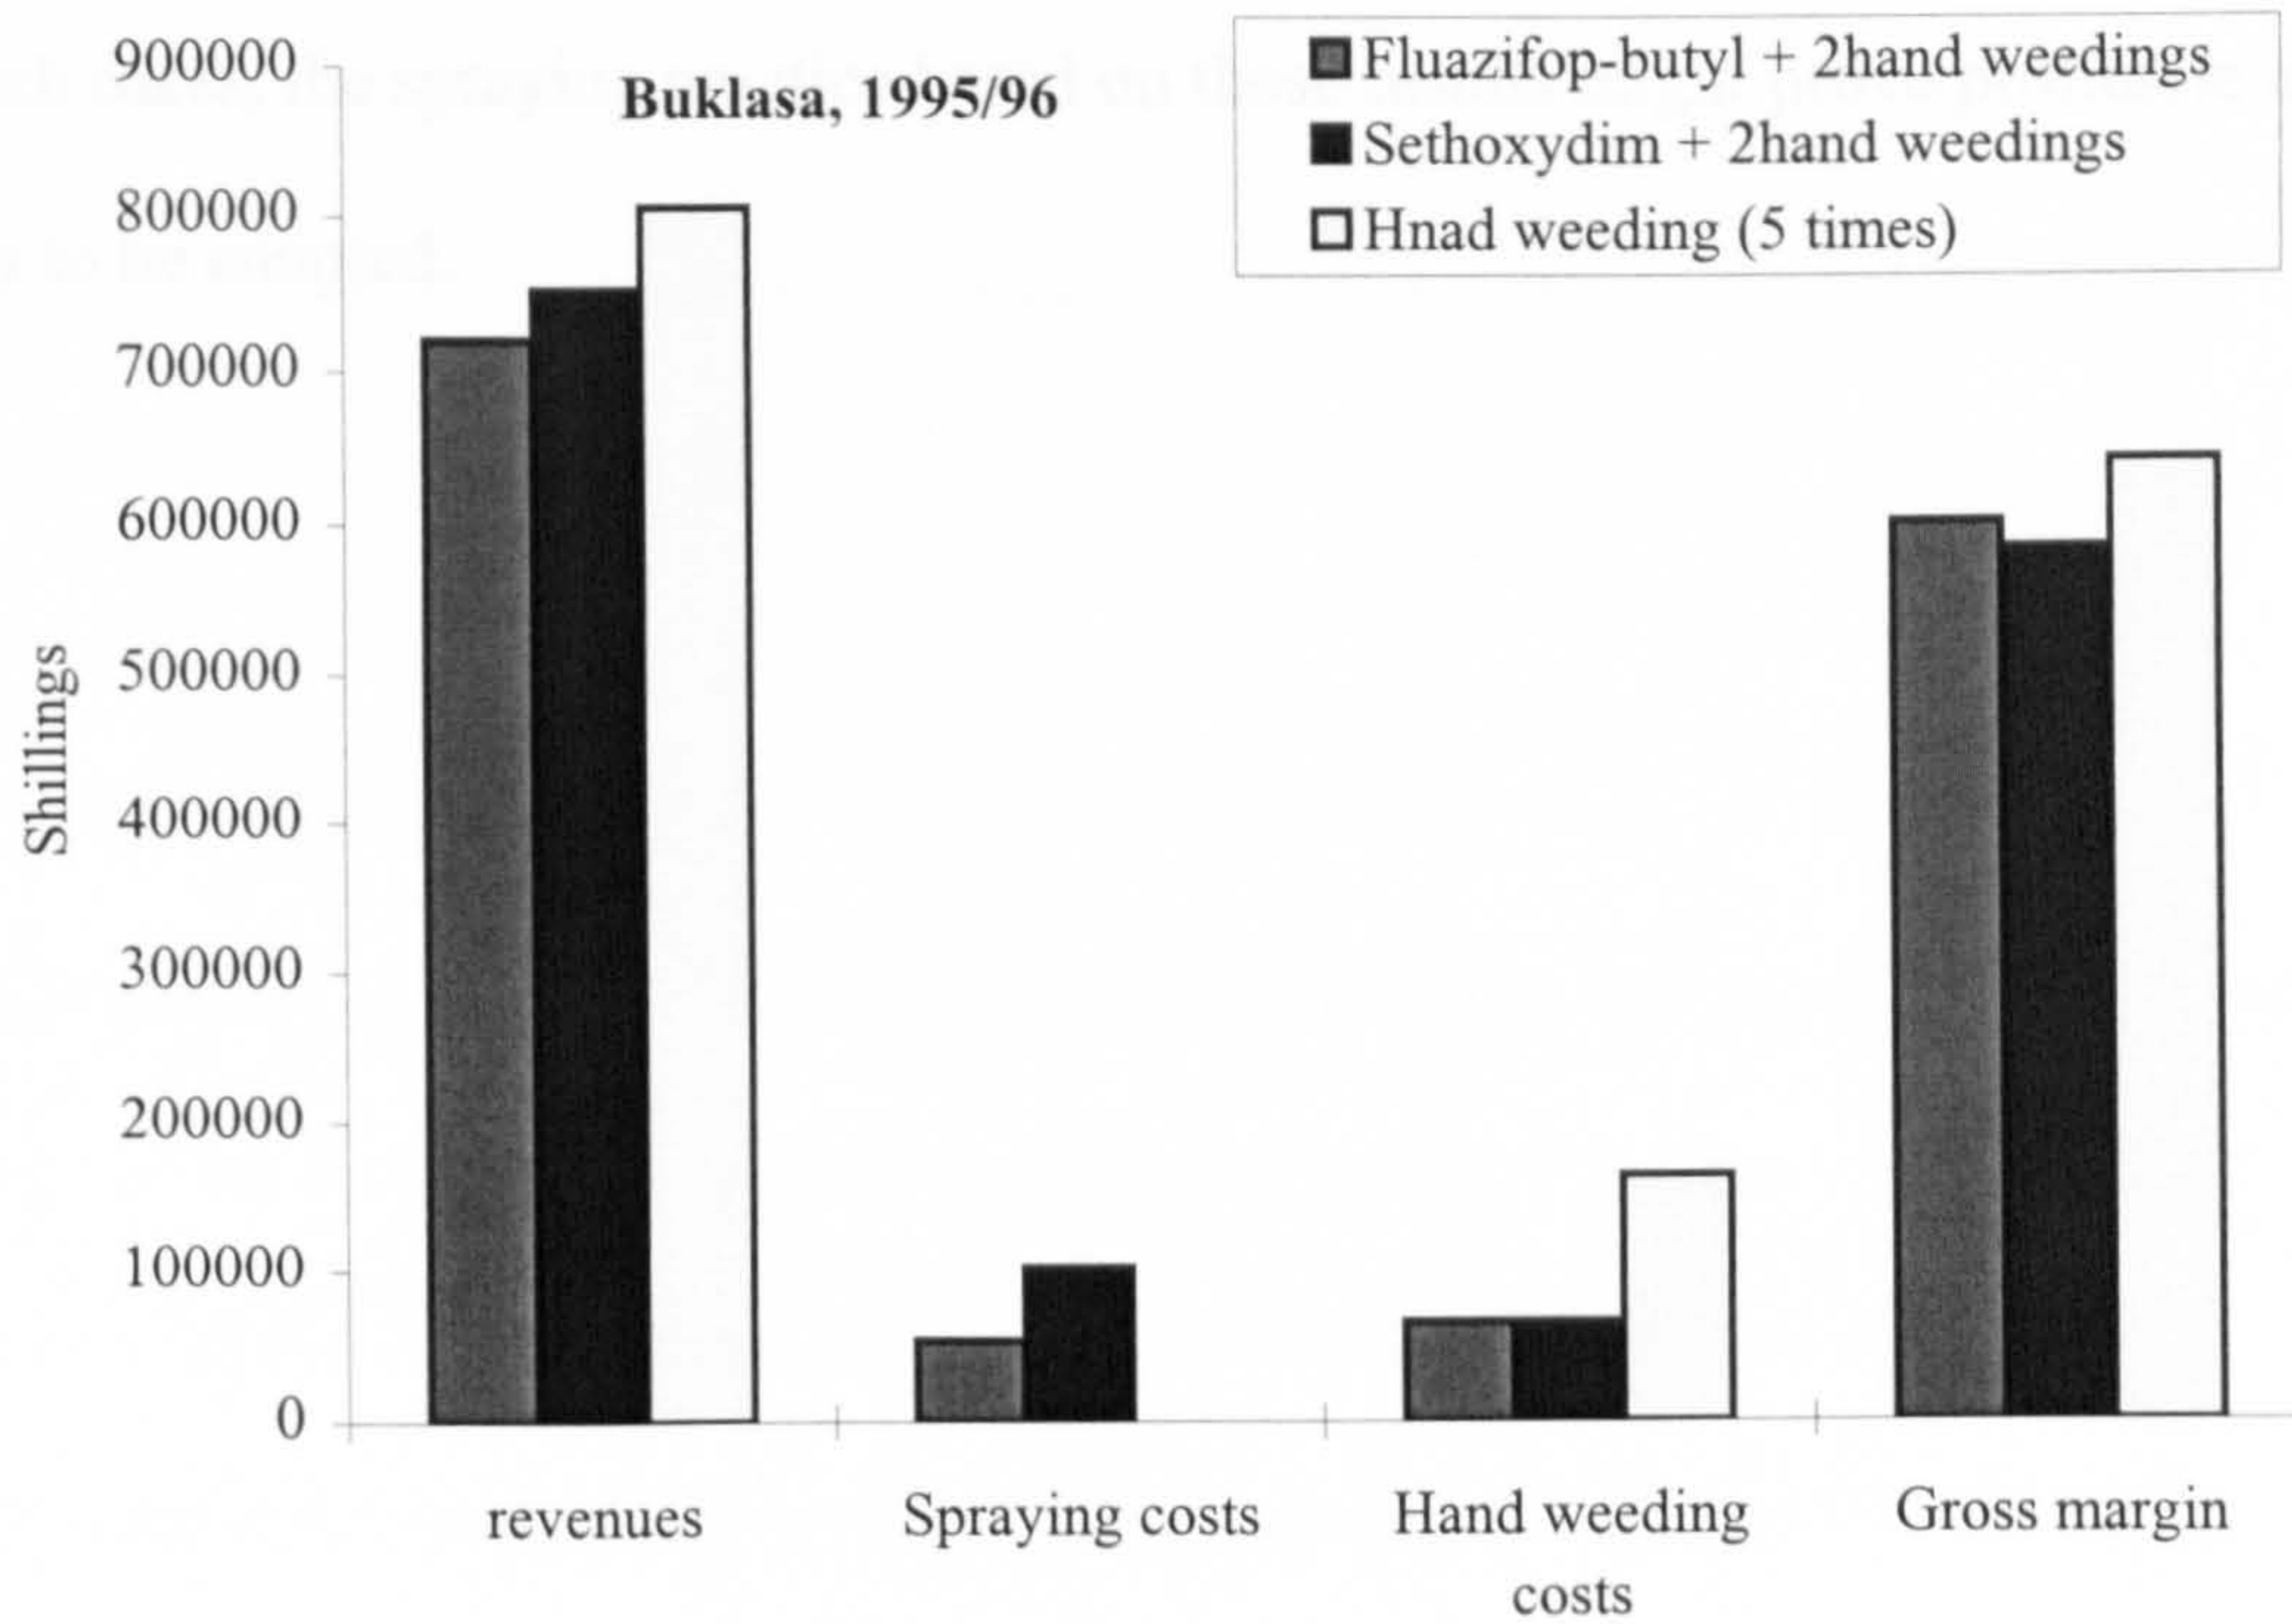 Buklasa, 1995/96
Fluazifop-butyl + 2hand weedings
Sethoxydim + 2hand weedings
Hnad weeding (5 times)
Shillings
900000
800000
700000
600000
500000
400000
300000
200000
100000
0
revenues
Spraying costs
Hand weeding
costs
Gross margin